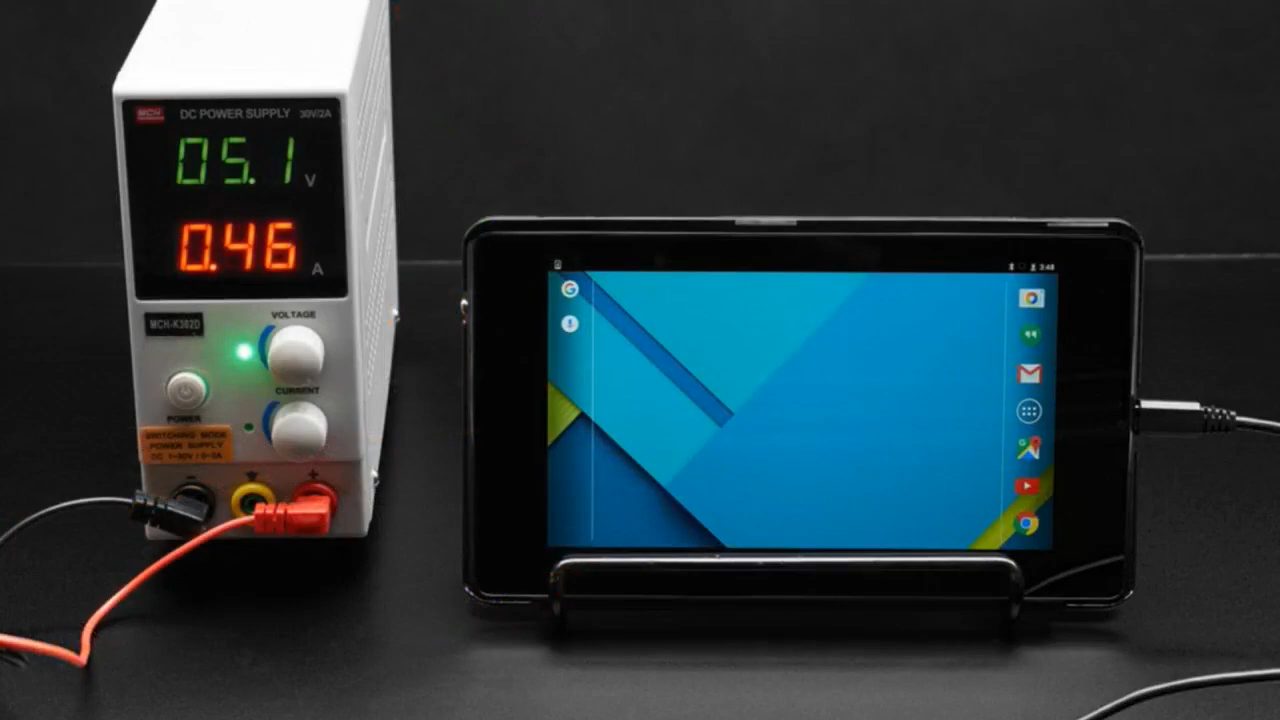 MCH DC POWER SUPPLY 30V/2A
05.1 V
0.46 A
VOLTAGE
MCH-K302D
CURRENT
POWER
SWITCHING MODE
POWER SUPPLY
DC 1~30V / 0~2A
- +
3:48